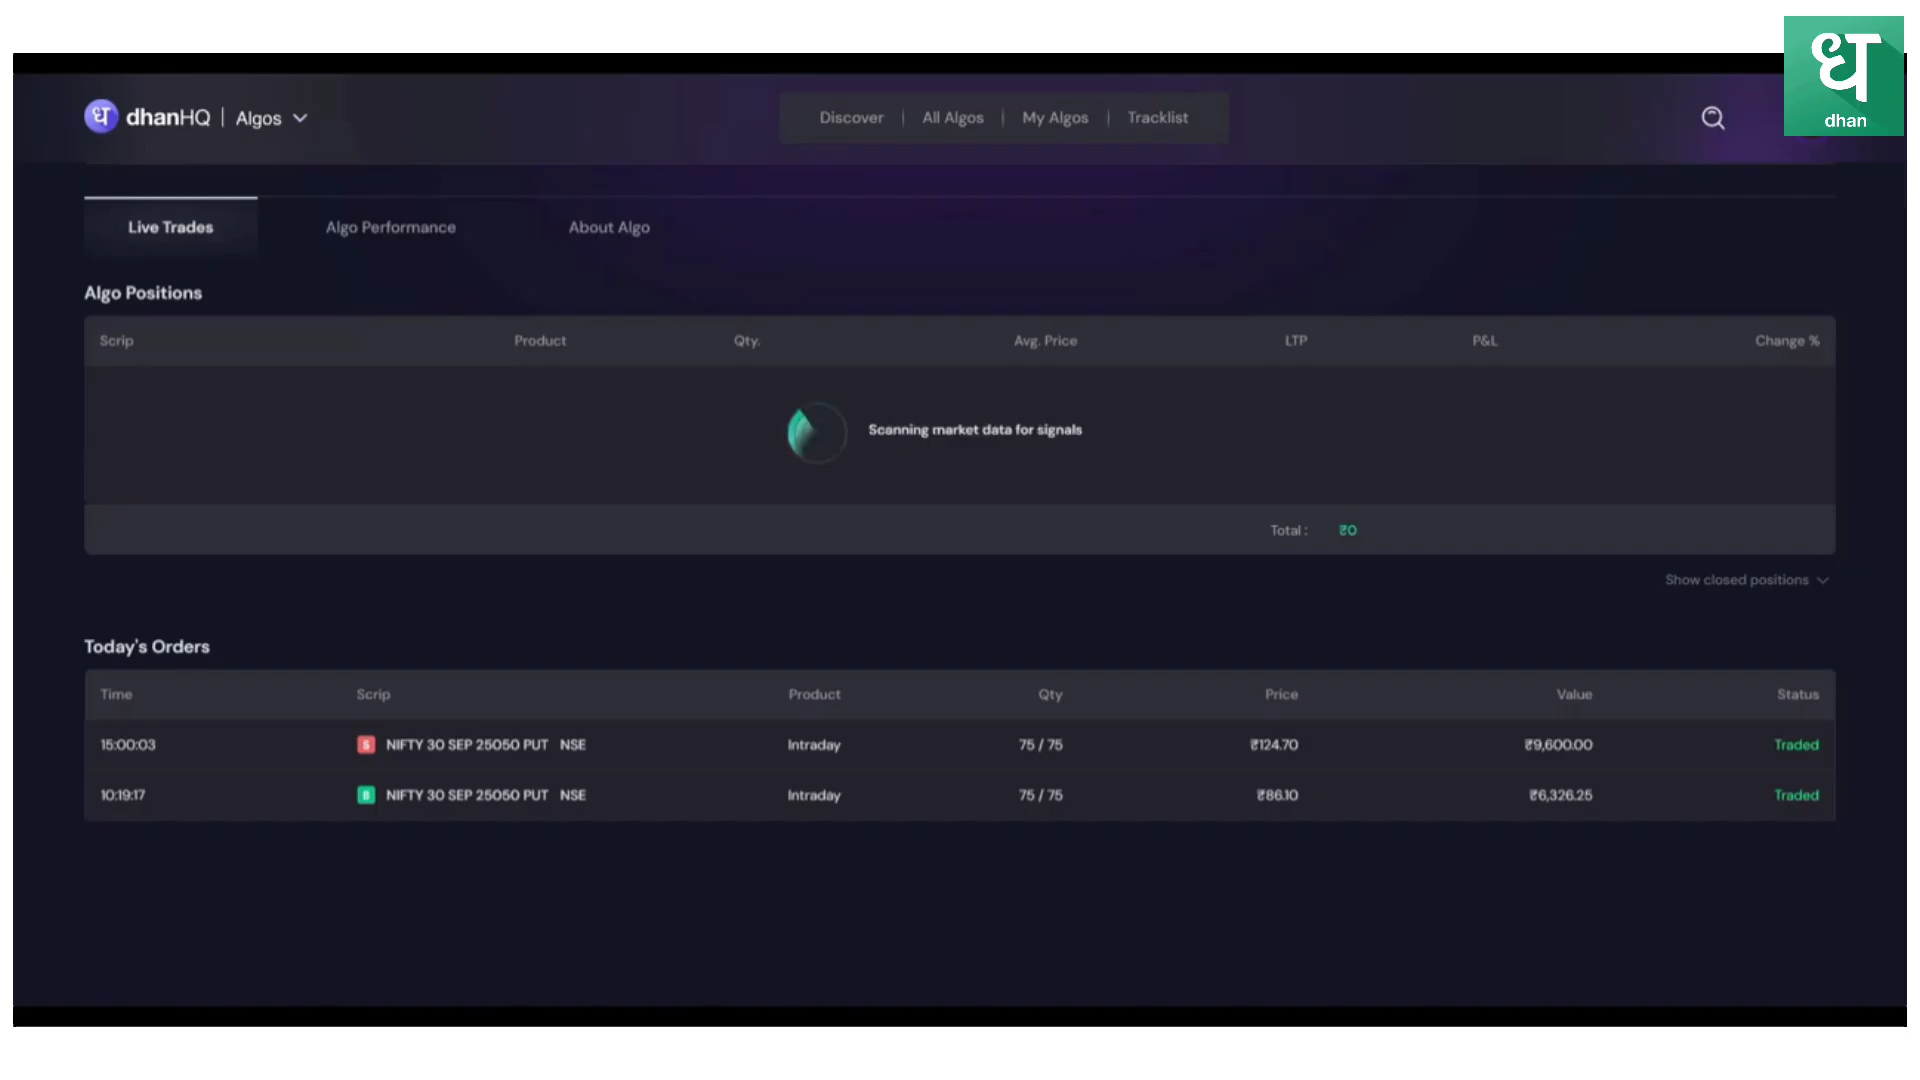 ध dhanHQ | Algos
Discover | All Algos | My Algos | Tracklist
ध
dhan
Live Trades Algo Performance About Algo
Algo Positions
Scrip Product Qty. Avg. Price LTP P&L Change %
Scanning market data for signals
Total : ₹0
Show closed positions
Today's Orders
Time Scrip Product Qty Price Value Status
15:00:03 S NIFTY 30 SEP 25050 PUT NSE Intraday 75 / 75 ₹124.70 ₹9,600.00 Traded
10:19:17 B NIFTY 30 SEP 25050 PUT NSE Intraday 75 / 75 ₹86.10 ₹6,326.25 Traded